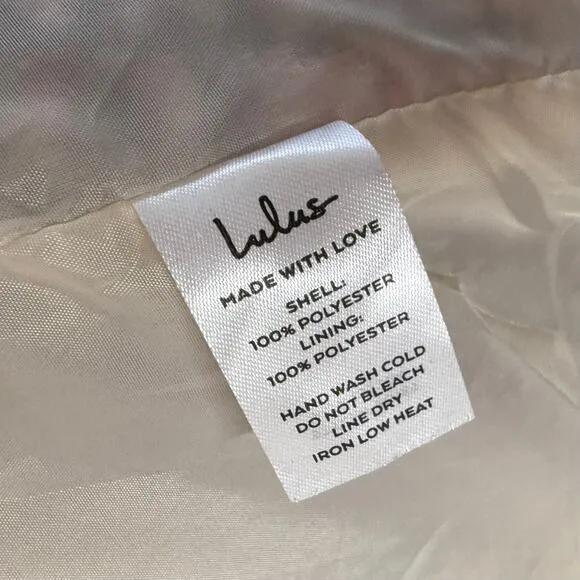 Lulus
MADE WITH LOVE
SHELL:
100% POLYESTER
LINING:
100% POLYESTER
HAND WASH COLD
DO NOT BLEACH
LINE DRY
IRON LOW HEAT